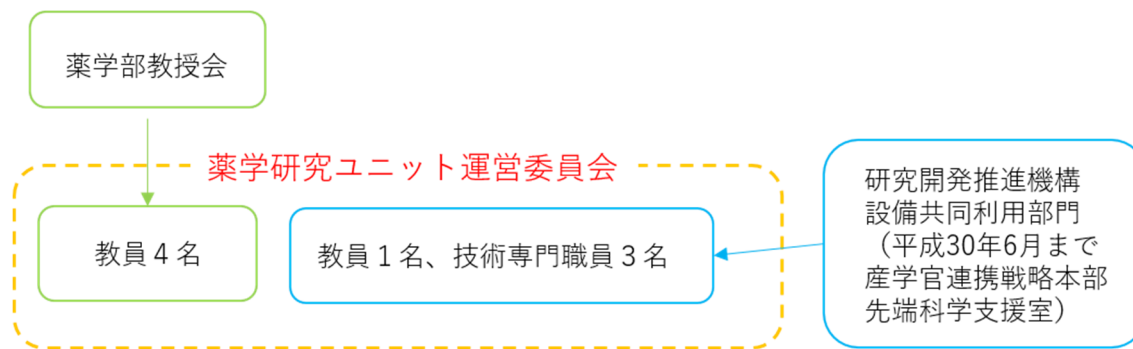 薬学部教授会
薬学研究ユニット運営委員会
教員４名
教員１名、技術専門職員３名
研究開発推進機構
設備共同利用部門
（平成30年6月まで
産学官連携戦略本部
先端科学支援室）